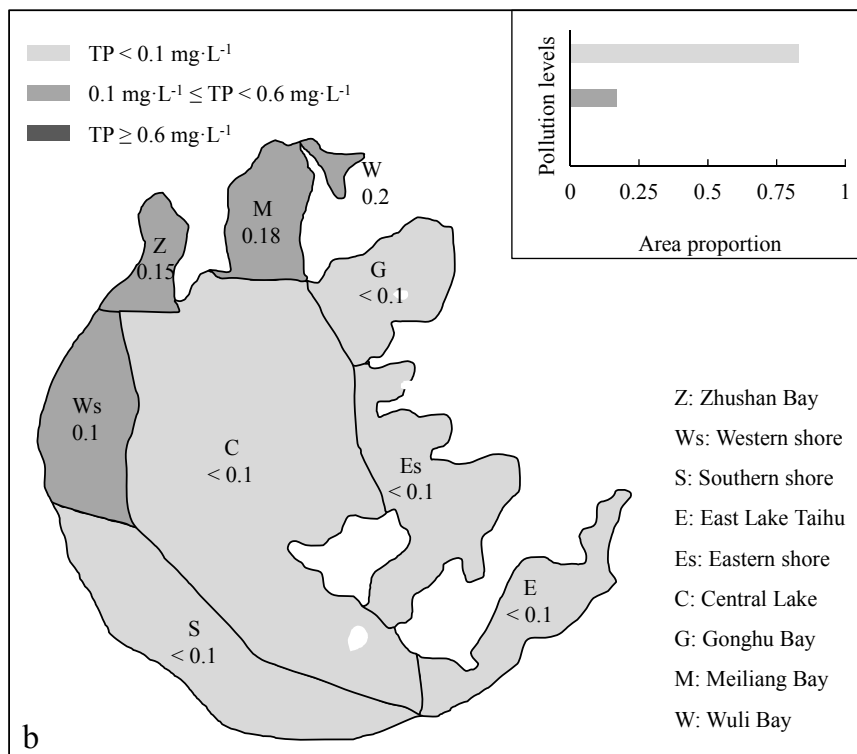 TP < 0.1 mg·L⁻¹
0.1 mg·L⁻¹ ≤ TP < 0.6 mg·L⁻¹
TP ≥ 0.6 mg·L⁻¹
Pollution levels
0 0.25 0.5 0.75 1
Area proportion
W
0.2
M
0.18
Z
0.15
G
< 0.1
Ws
0.1
C
< 0.1
Es
< 0.1
E
< 0.1
S
< 0.1
Z: Zhushan Bay
Ws: Western shore
S: Southern shore
E: East Lake Taihu
Es: Eastern shore
C: Central Lake
G: Gonghu Bay
M: Meiliang Bay
W: Wuli Bay
b